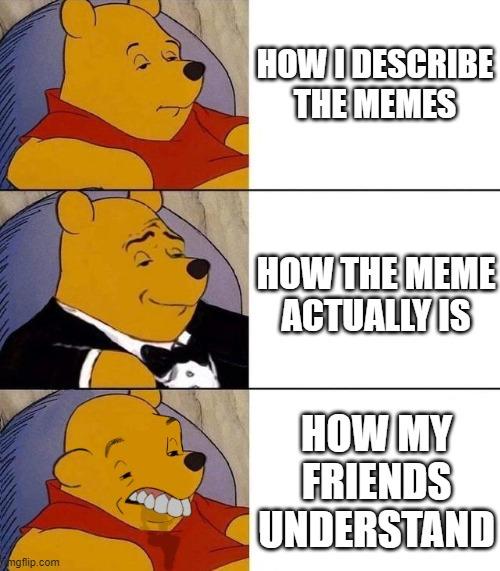 HOW I DESCRIBE
THE MEMES
HOW THE MEME
ACTUALLY IS
HOW MY
FRIENDS
UNDERSTAND
imgflip.com